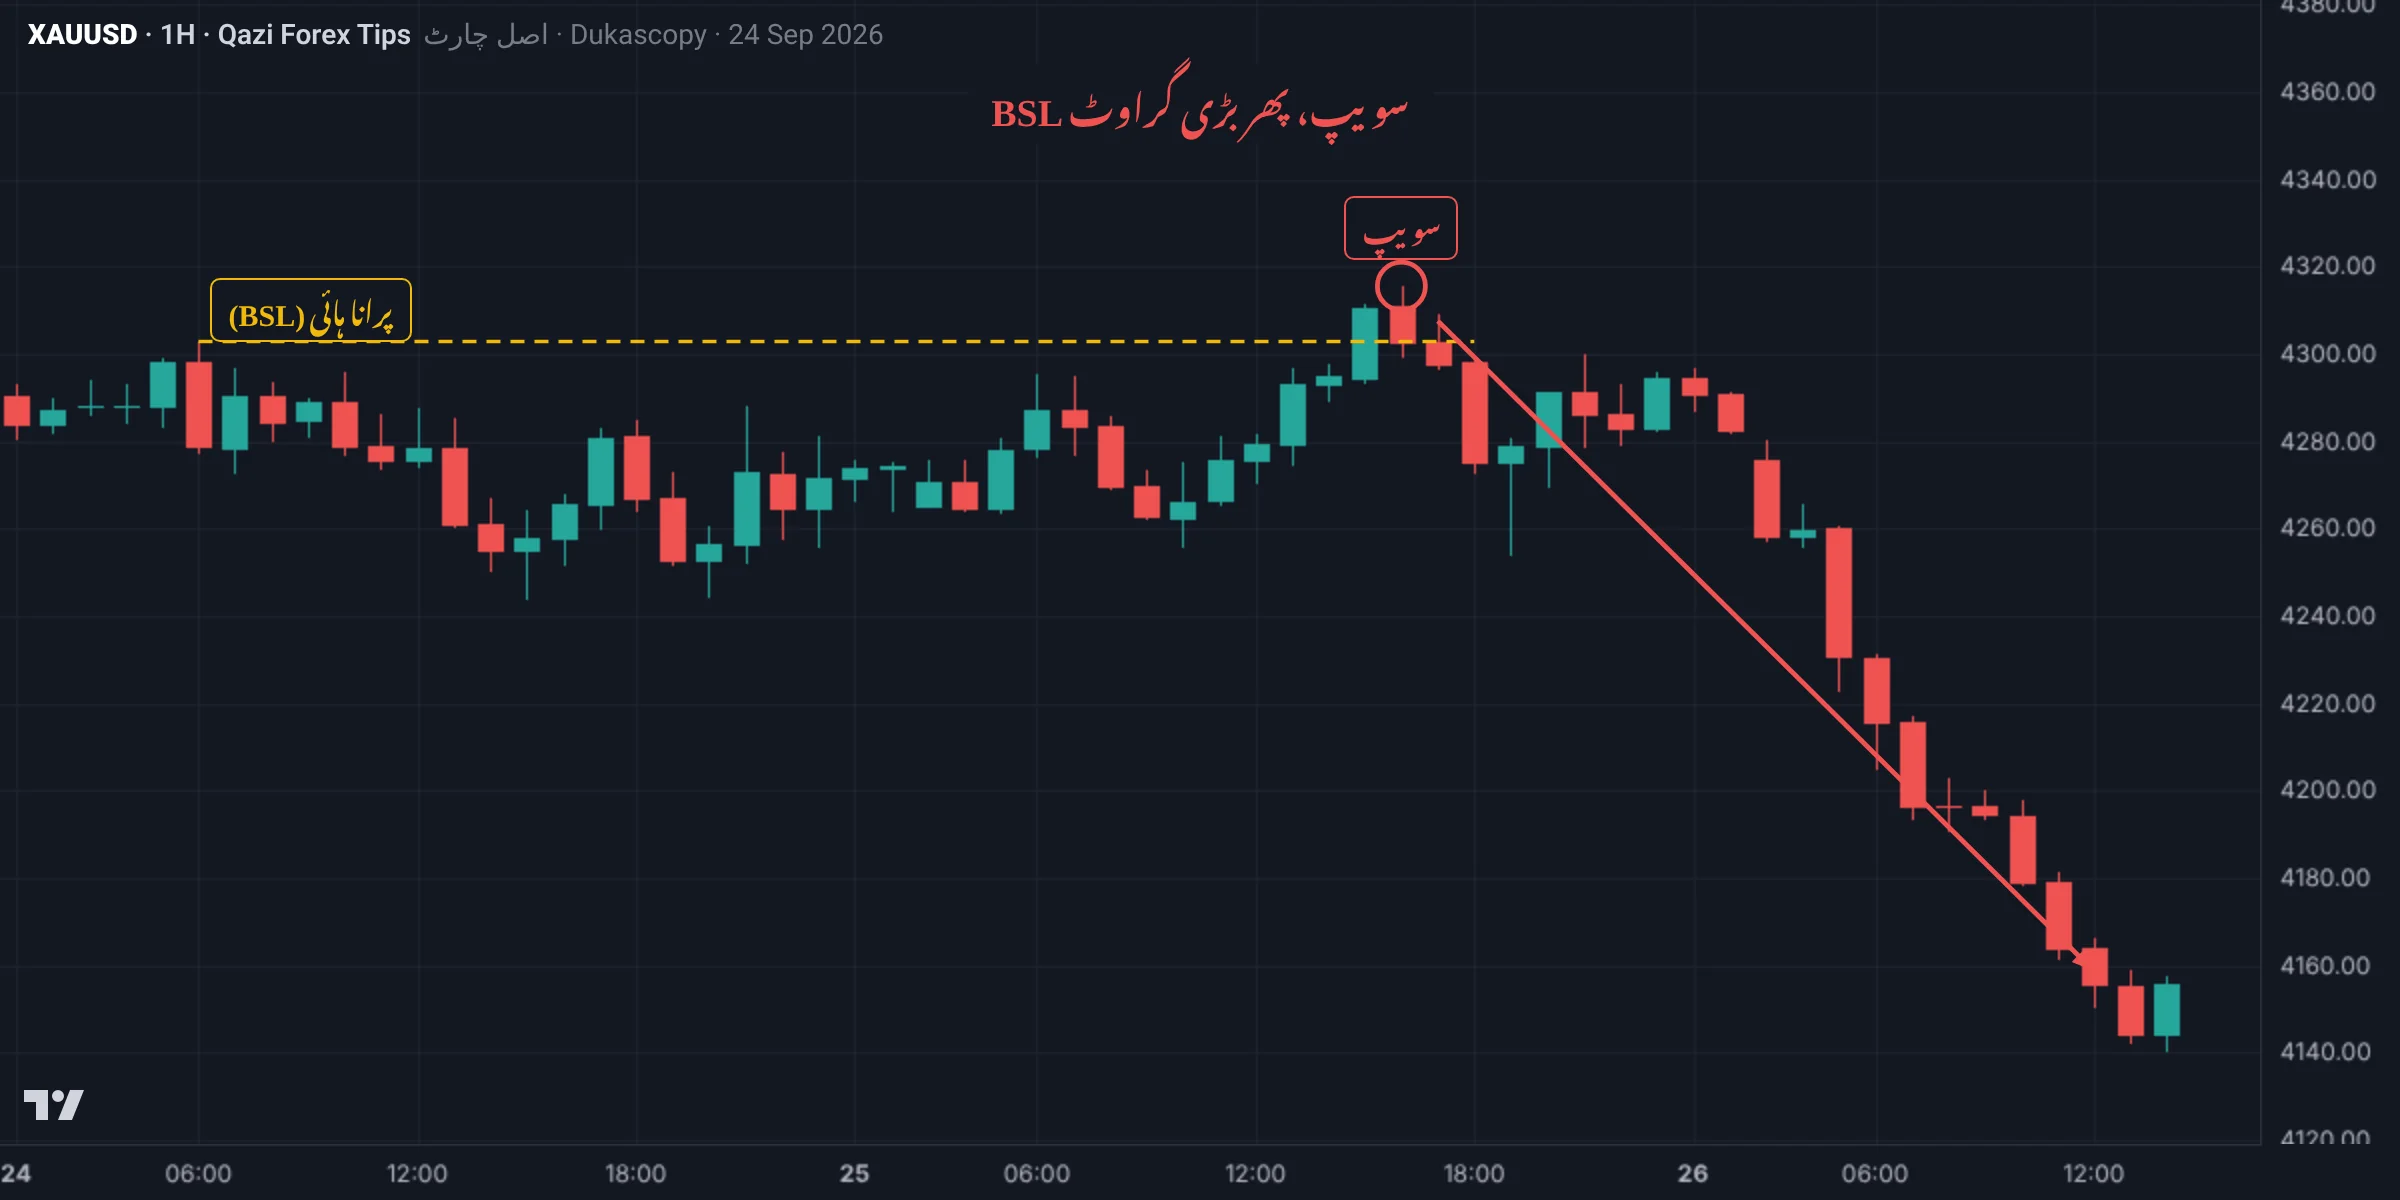 XAUUSD · 1H · Qazi Forex Tips اصل چارٹ · Dukascopy · 24 Sep 2026
سویپ، پھر بڑی گراوٹ BSL
سویپ
پرانا ہائی (BSL)
4380.00
4360.00
4340.00
4320.00
4300.00
4280.00
4260.00
4240.00
4220.00
4200.00
4180.00
4160.00
4140.00
4120.00
24 06:00 12:00 18:00 25 06:00 12:00 18:00 26 06:00 12:00